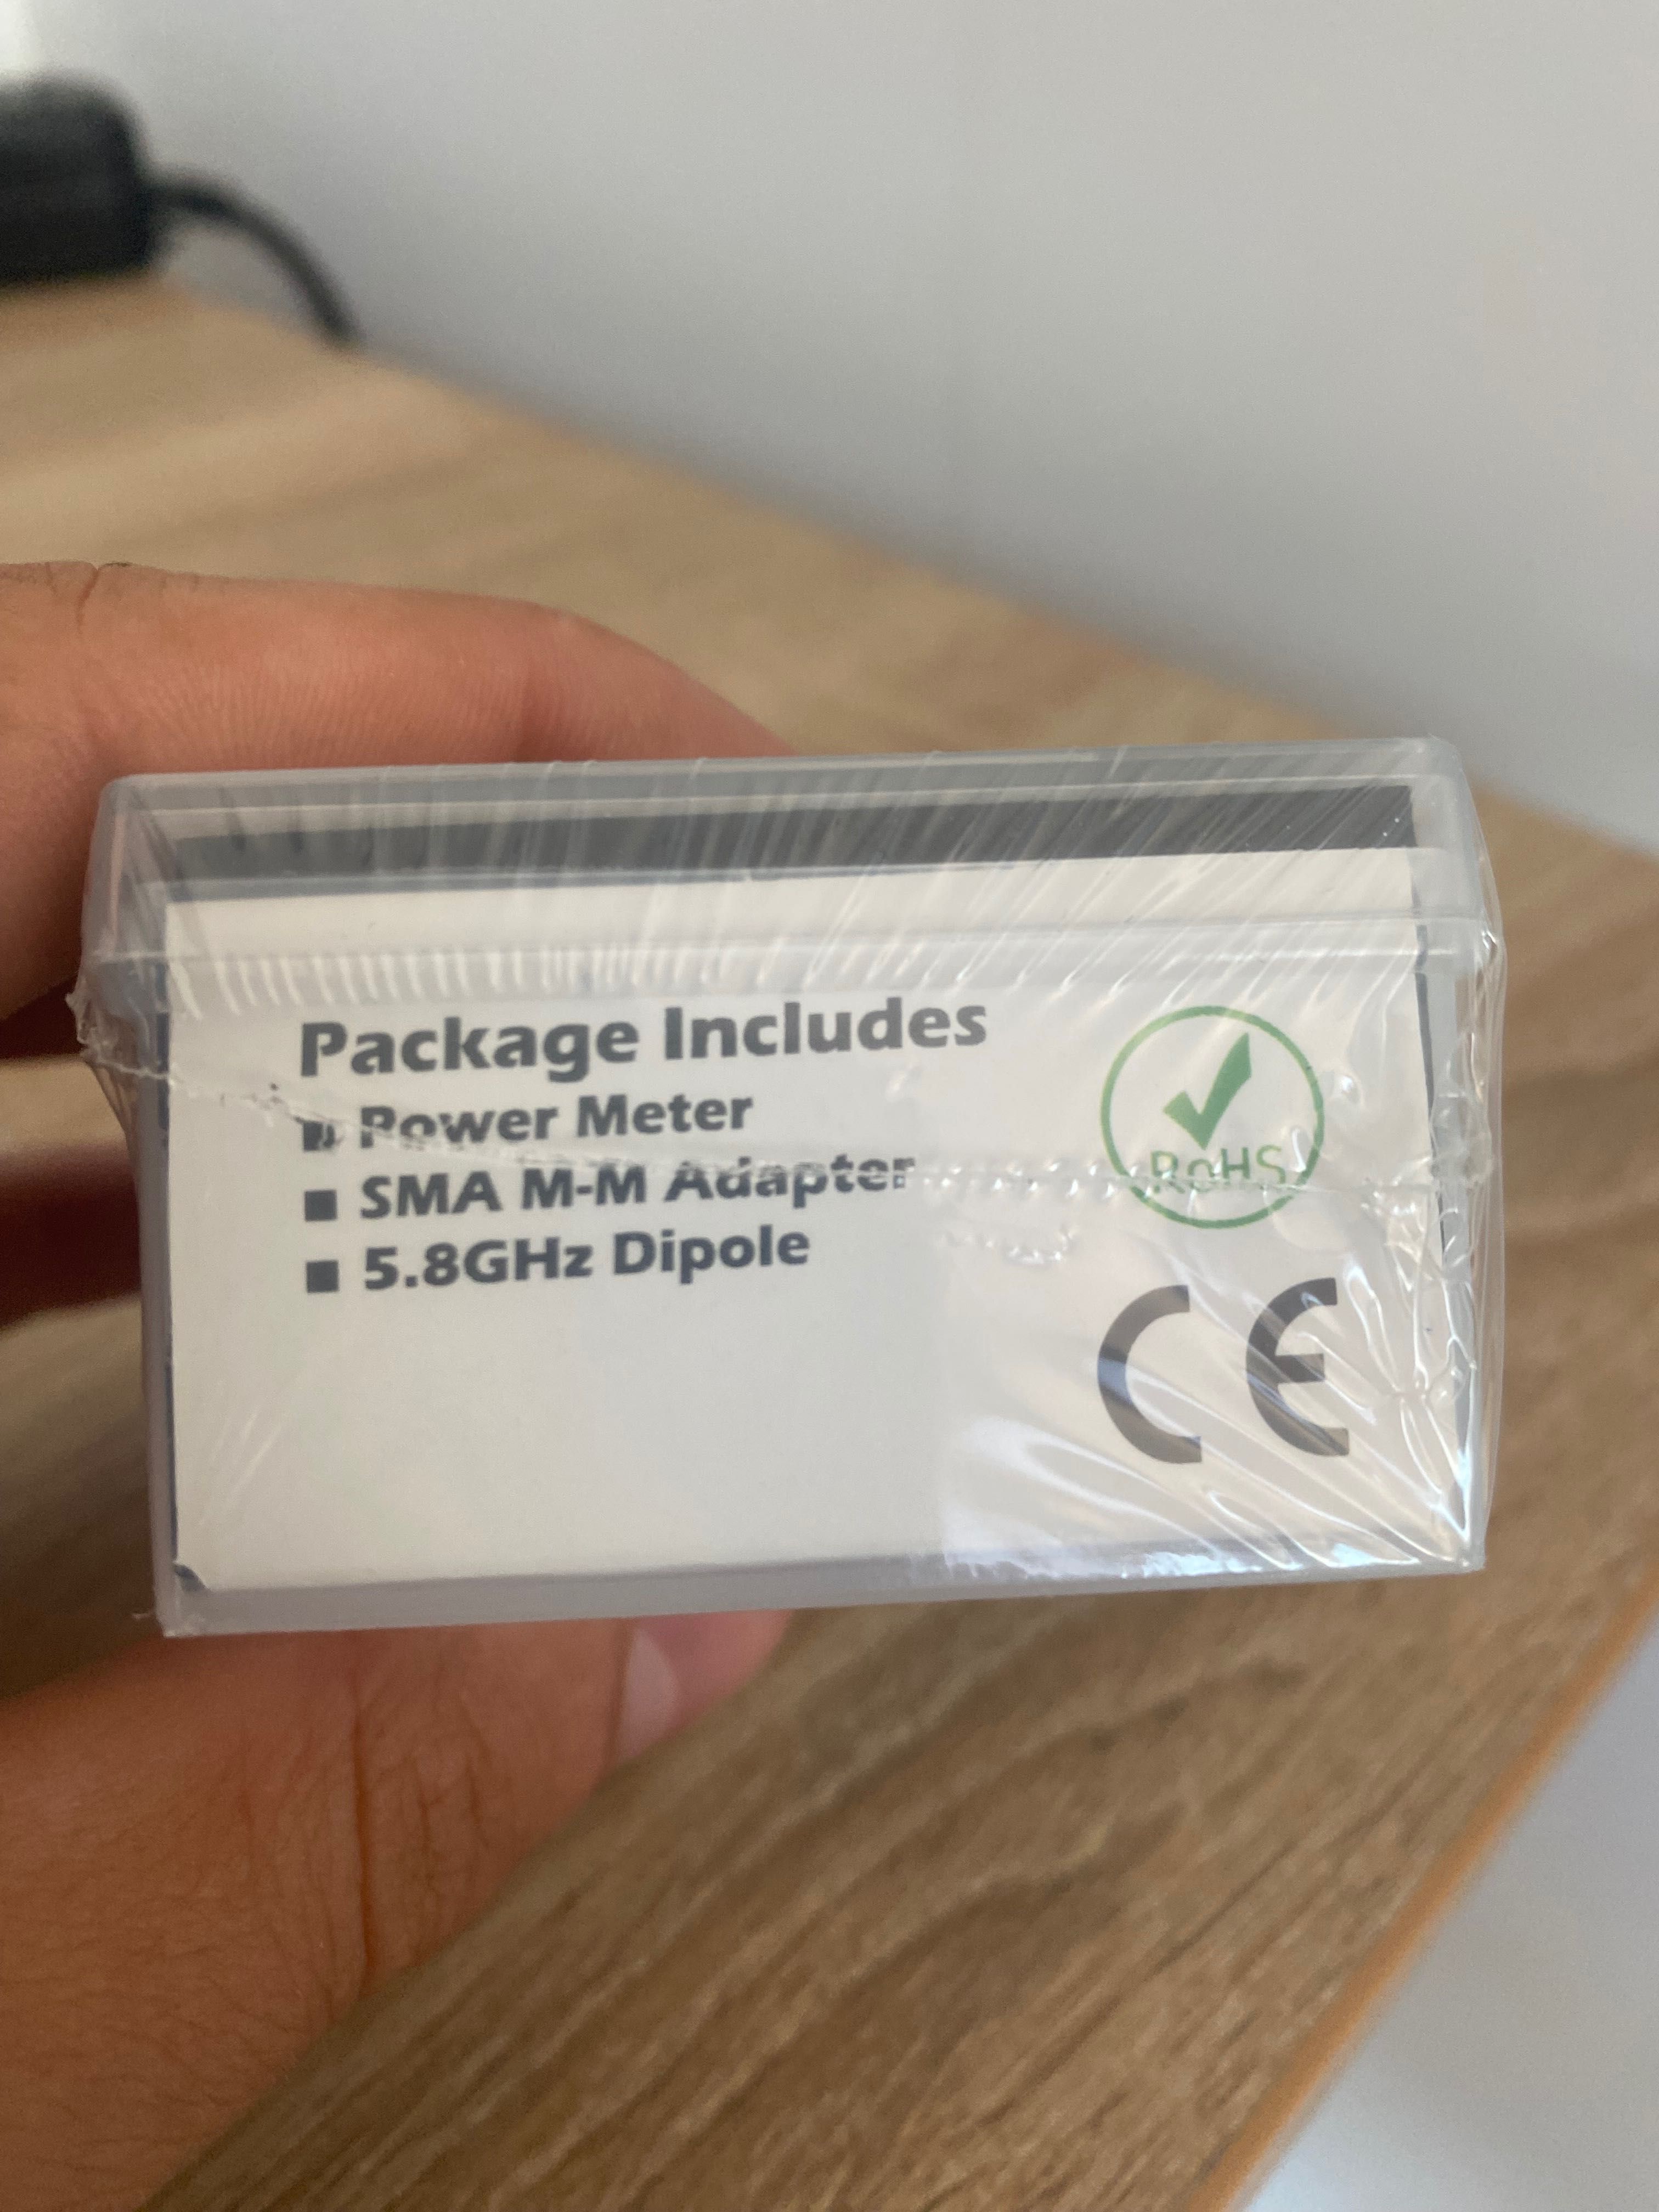 Package Includes
■ Power Meter
■ SMA M-M Adapter
■ 5.8GHz Dipole
RoHS
CE